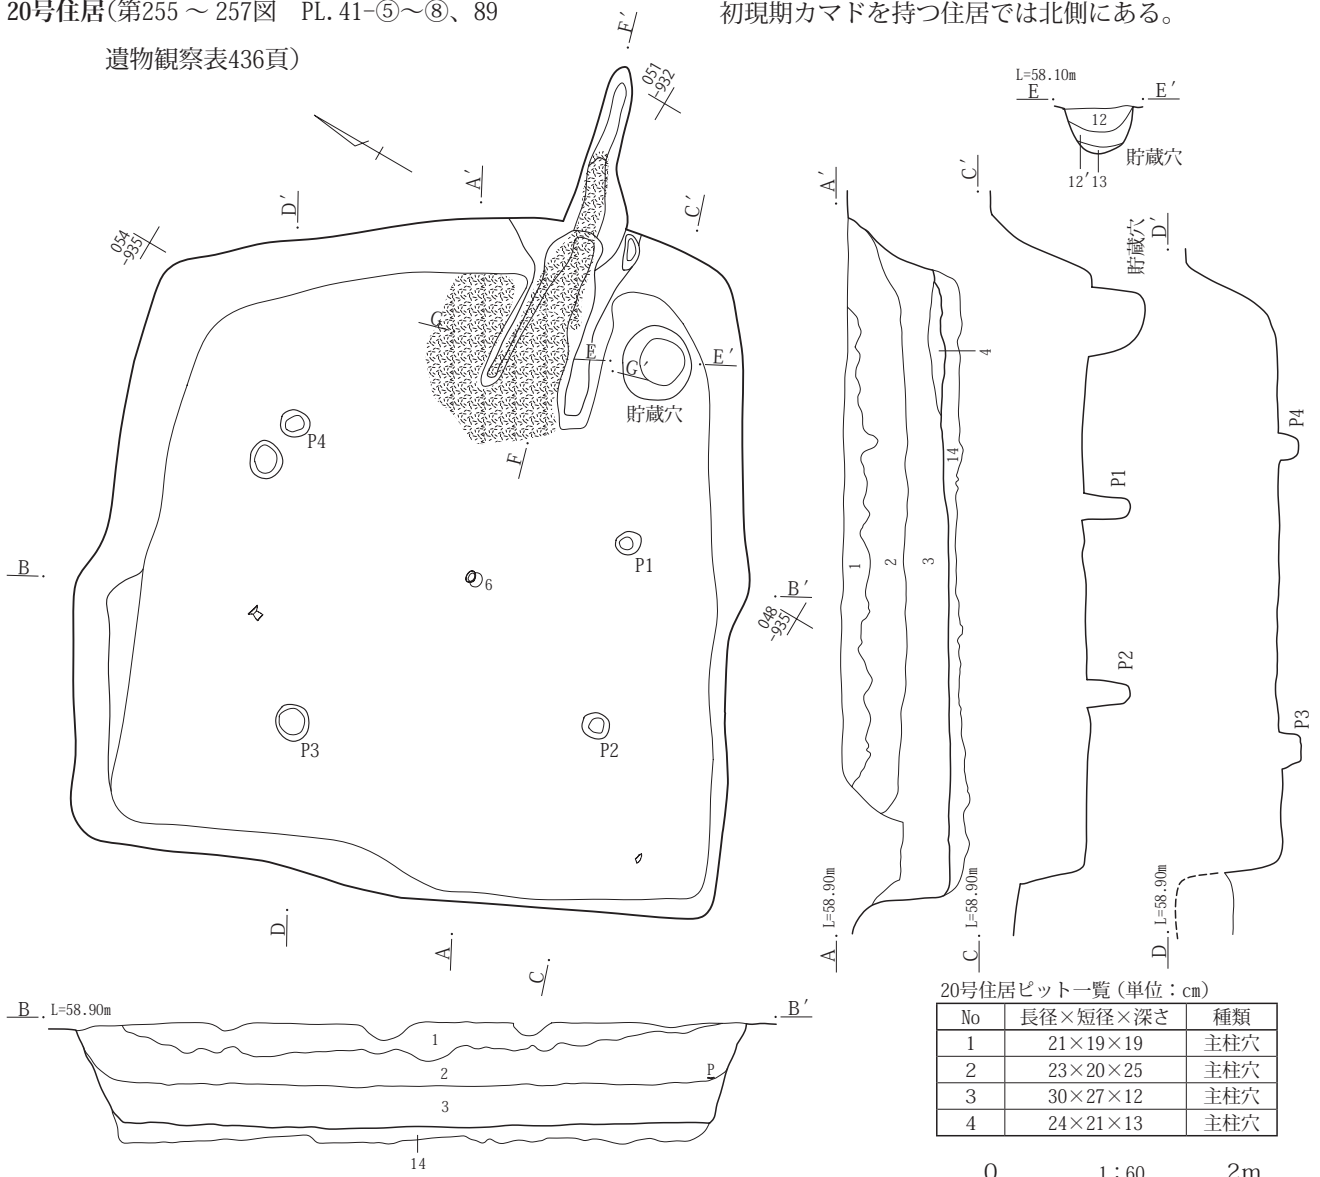 20号住居(第255～257図　PL.41-⑤～⑧、89
遺物観察表436頁)
初現期カマドを持つ住居では北側にある。
F′
051
-932
L=58.10m
E
E′
12
12′13
貯蔵穴
A′
D′
C′
054
-935
G
E
G′
E′
貯蔵穴
F
P4
P1
6
B
B′
048
-935
P3
P2
D
A
C
A′
4
14
1
2
3
A
L=58.90m
C′
P1
P2
C
L=58.90m
貯蔵穴
D′
P4
P3
D
L=58.90m
B
L=58.90m
B′
1
2
P
3
14
20号住居ピット一覧(単位：cm)
No 長径×短径×深さ 種類
1 21×19×19 主柱穴
2 23×20×25 主柱穴
3 30×27×12 主柱穴
4 24×21×13 主柱穴
0 1：60 2m